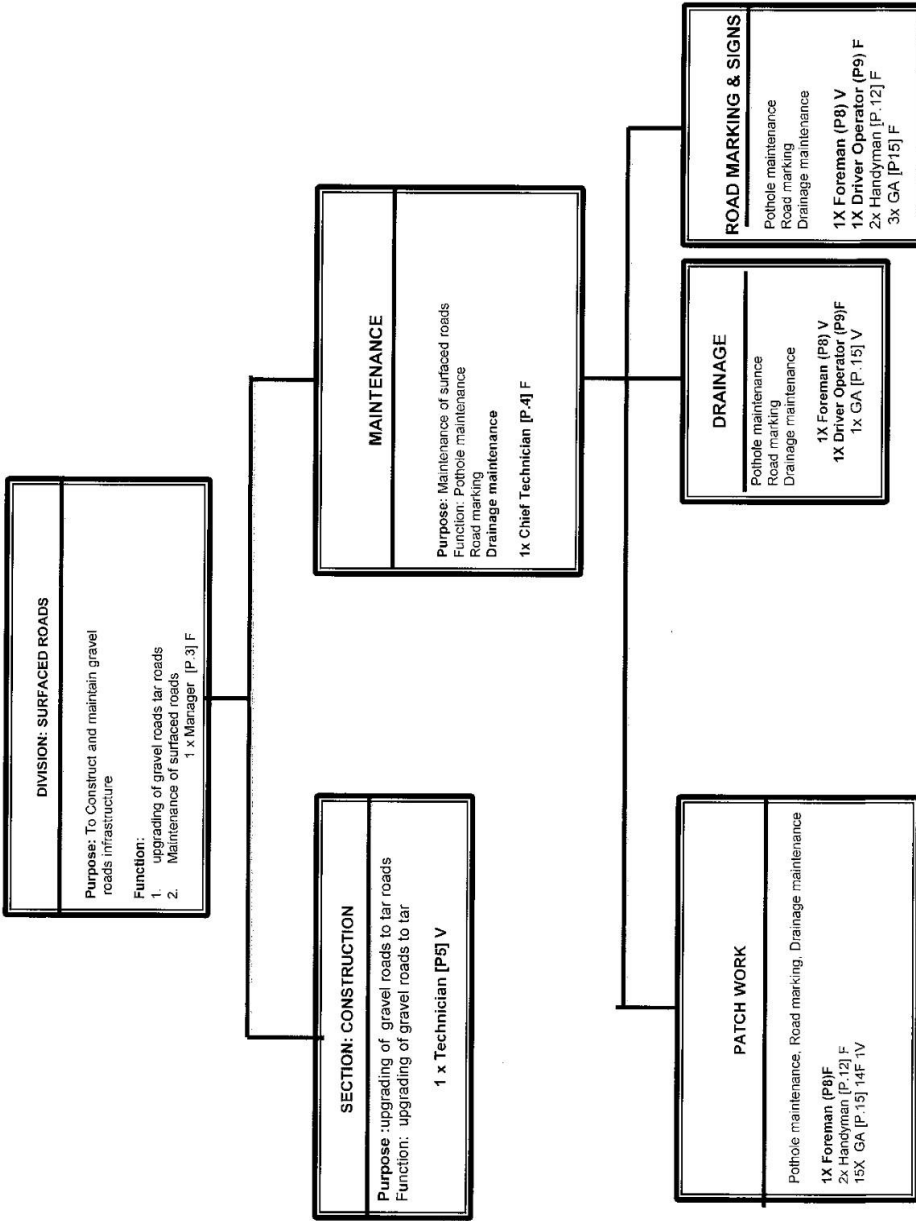 DIVISION: SURFACED ROADS
Purpose: To Construct and maintain gravel
roads infrastructure
Function:
1. upgrading of gravel roads tar roads
2. Maintenance of surfaced roads
1 x Manager [P.3] F
SECTION: CONSTRUCTION
Purpose :upgrading of gravel roads to tar roads
Function: upgrading of gravel roads to tar
1 x Technician [P5] V
MAINTENANCE
Purpose: Maintenance of surfaced roads
Function: Pothole maintenance
Road marking
Drainage maintenance
1x Chief Technician [P.4] F
PATCH WORK
Pothole maintenance, Road marking, Drainage maintenance
1X Foreman (P8)F
2x Handyman [P.12] F
15X GA [P.15] 14F 1V
DRAINAGE
Pothole maintenance
Road marking
Drainage maintenance
1X Foreman (P8) V
1X Driver Operator (P9)F
1x GA [P.15] V
ROAD MARKING & SIGNS
Pothole maintenance
Road marking
Drainage maintenance
1X Foreman (P8) V
1X Driver Operator (P9) F
2x Handyman [P.12] F
3x GA [P15] F